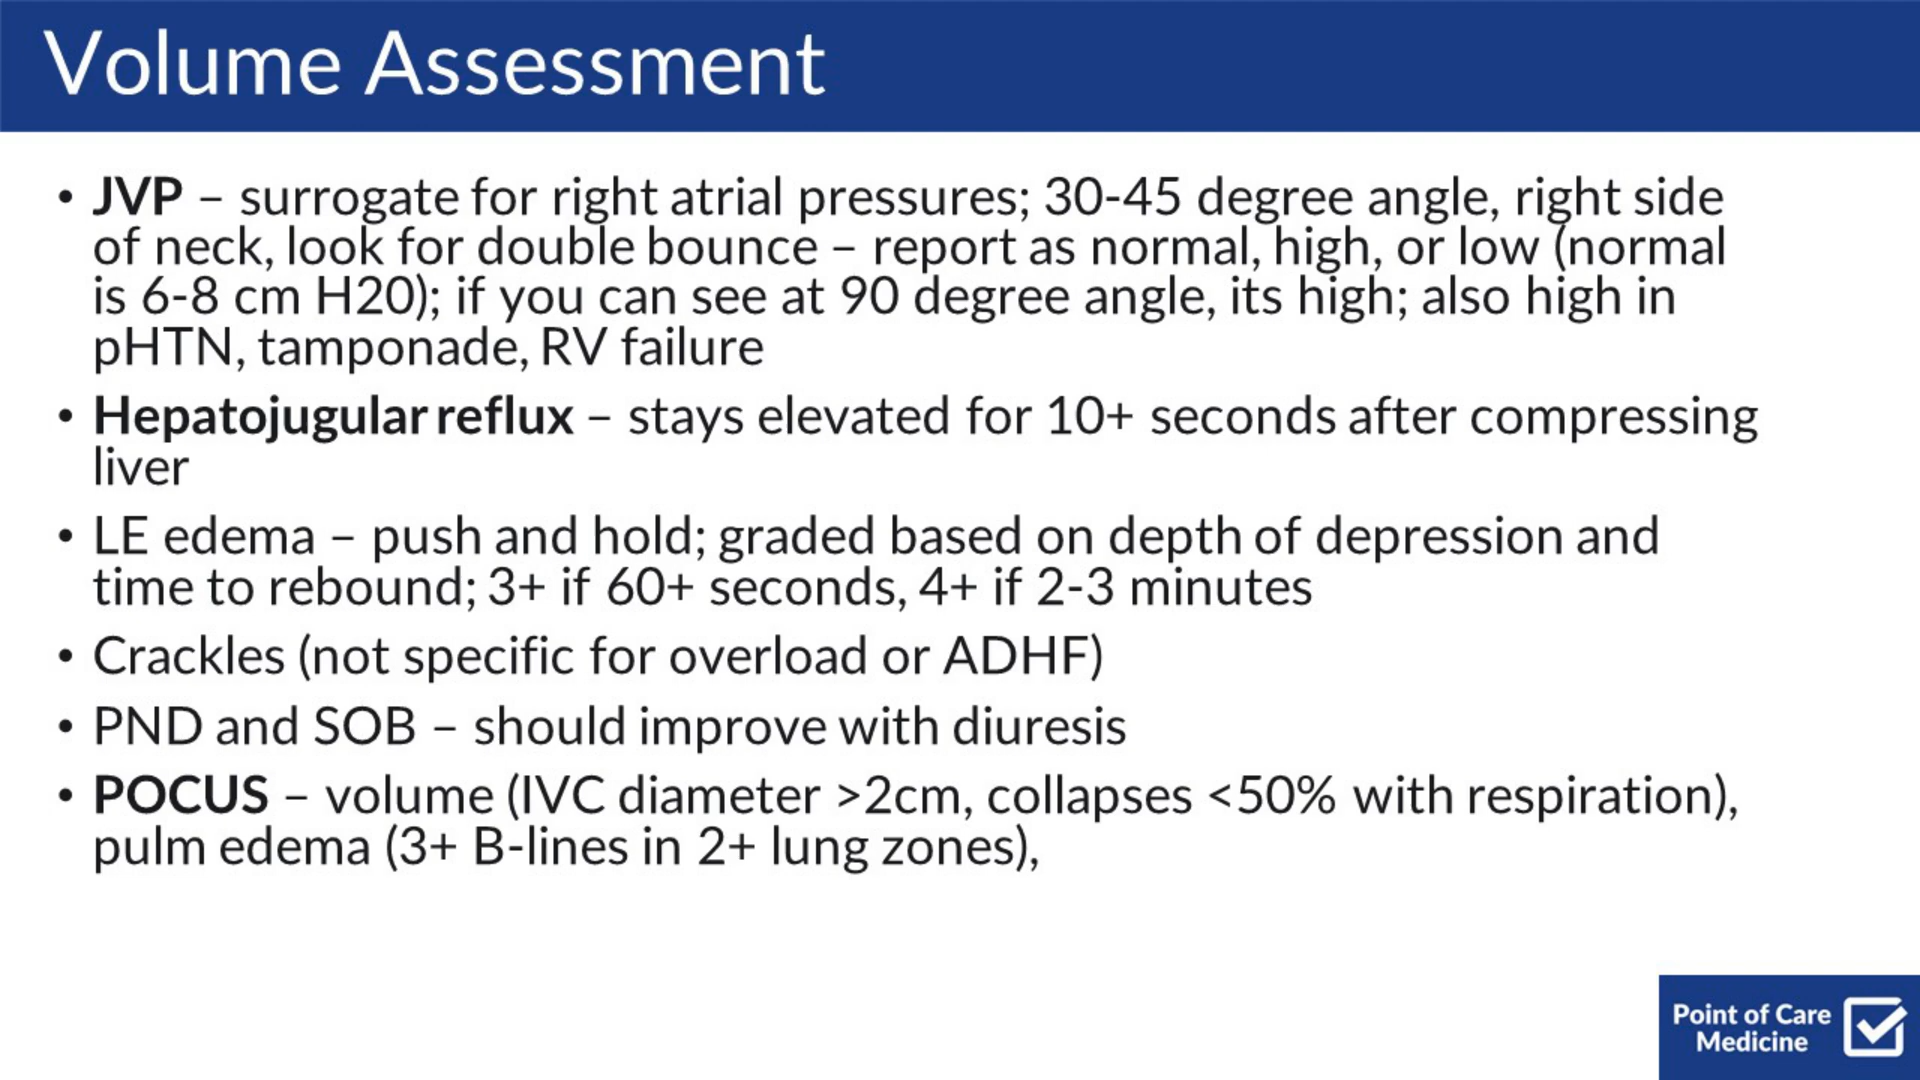 Volume Assessment
• JVP – surrogate for right atrial pressures; 30-45 degree angle, right side
of neck, look for double bounce – report as normal, high, or low (normal
is 6-8 cm H20); if you can see at 90 degree angle, its high; also high in
pHTN, tamponade, RV failure
• Hepatojugular reflux – stays elevated for 10+ seconds after compressing
liver
• LE edema – push and hold; graded based on depth of depression and
time to rebound; 3+ if 60+ seconds, 4+ if 2-3 minutes
• Crackles (not specific for overload or ADHF)
• PND and SOB – should improve with diuresis
• POCUS – volume (IVC diameter >2cm, collapses <50% with respiration),
pulm edema (3+ B-lines in 2+ lung zones),
Point of Care
Medicine